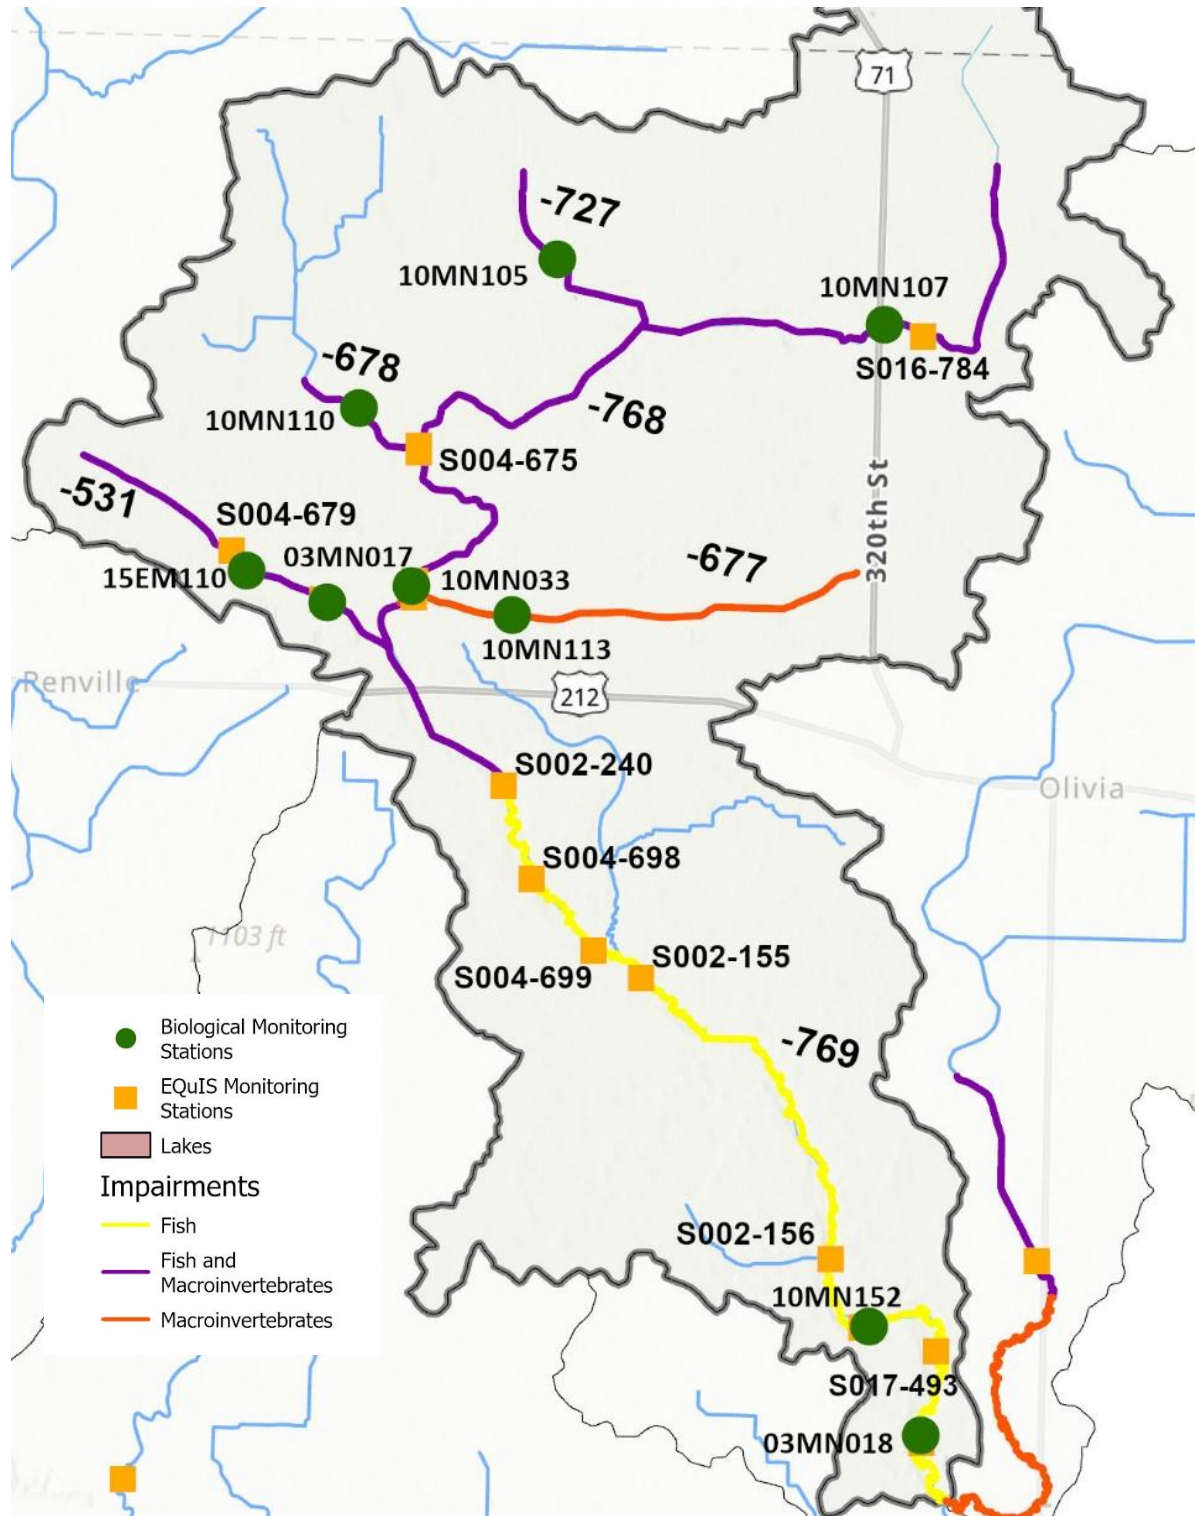 71
-727
10MN105
10MN107
S016-784
-678
10MN110
-768
S004-675
-531
S004-679
320th St
03MN017
-677
15EM110
10MN033
10MN113
Renville
212
S002-240
Olivia
S004-698
1103 ft
S002-155
S004-699
-769
Biological Monitoring
Stations
EQuIS Monitoring
Stations
Lakes
Impairments
Fish
Fish and
Macroinvertebrates
Macroinvertebrates
S002-156
10MN152
S017-493
03MN018